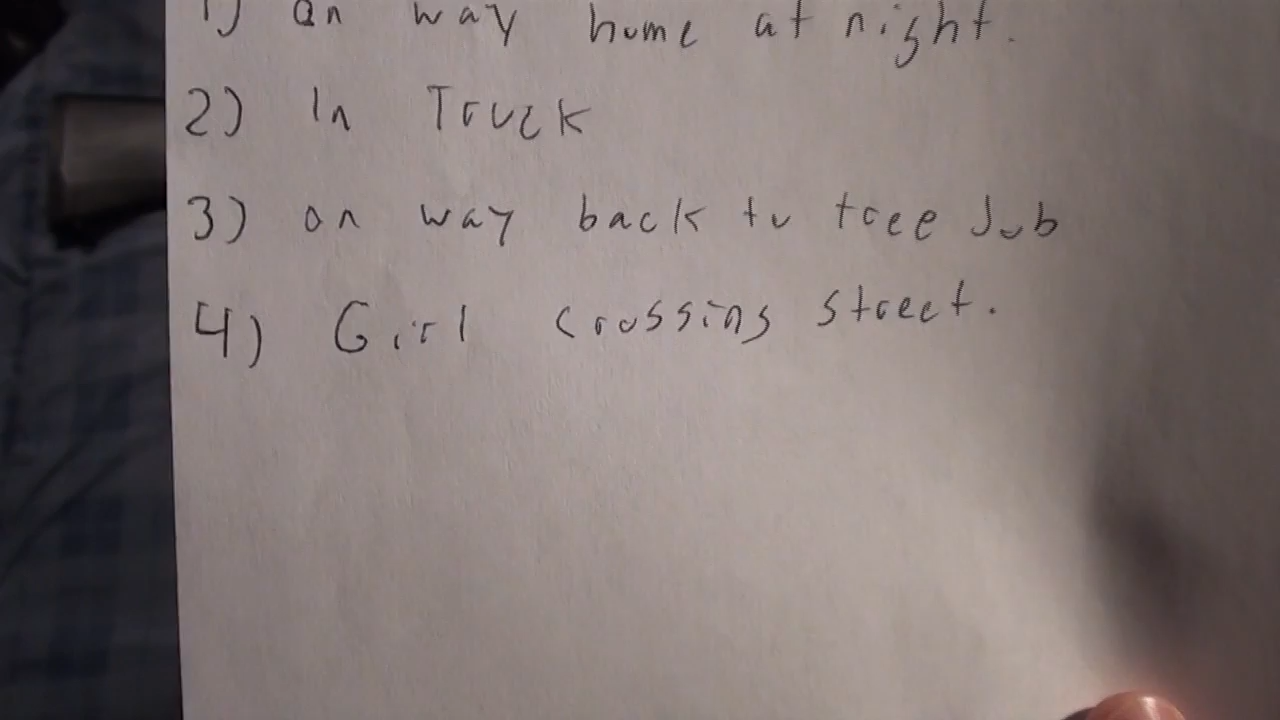 1) on way home at night.
2) In Truck
3) on way back to tree Job
4) Girl crossing street.